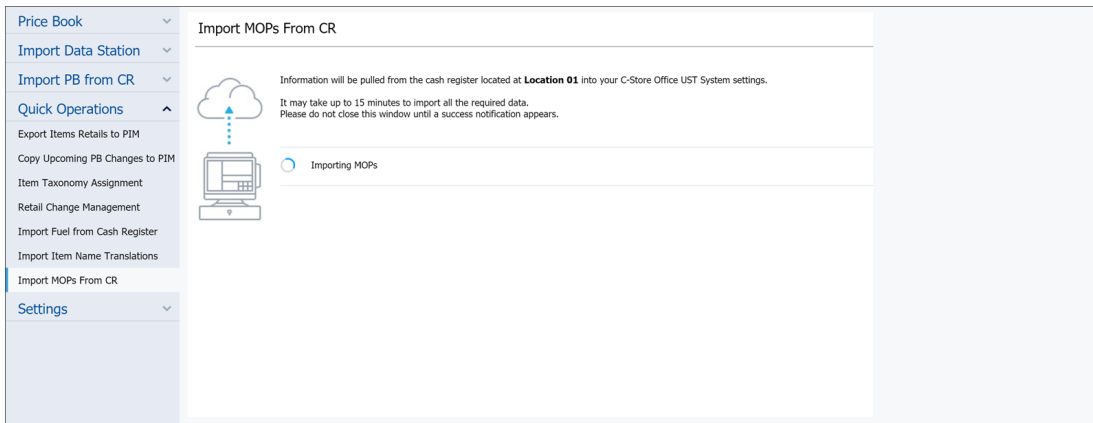 Price Book
Import Data Station
Import PB from CR
Quick Operations
Export Items Retails to PIM
Copy Upcoming PB Changes to PIM
Item Taxonomy Assignment
Retail Change Management
Import Fuel from Cash Register
Import Item Name Translations
Import MOPs From CR
Settings
Import MOPs From CR
Information will be pulled from the cash register located at Location 01 into your C-Store Office UST System settings.
It may take up to 15 minutes to import all the required data.
Please do not close this window until a success notification appears.
Importing MOPs